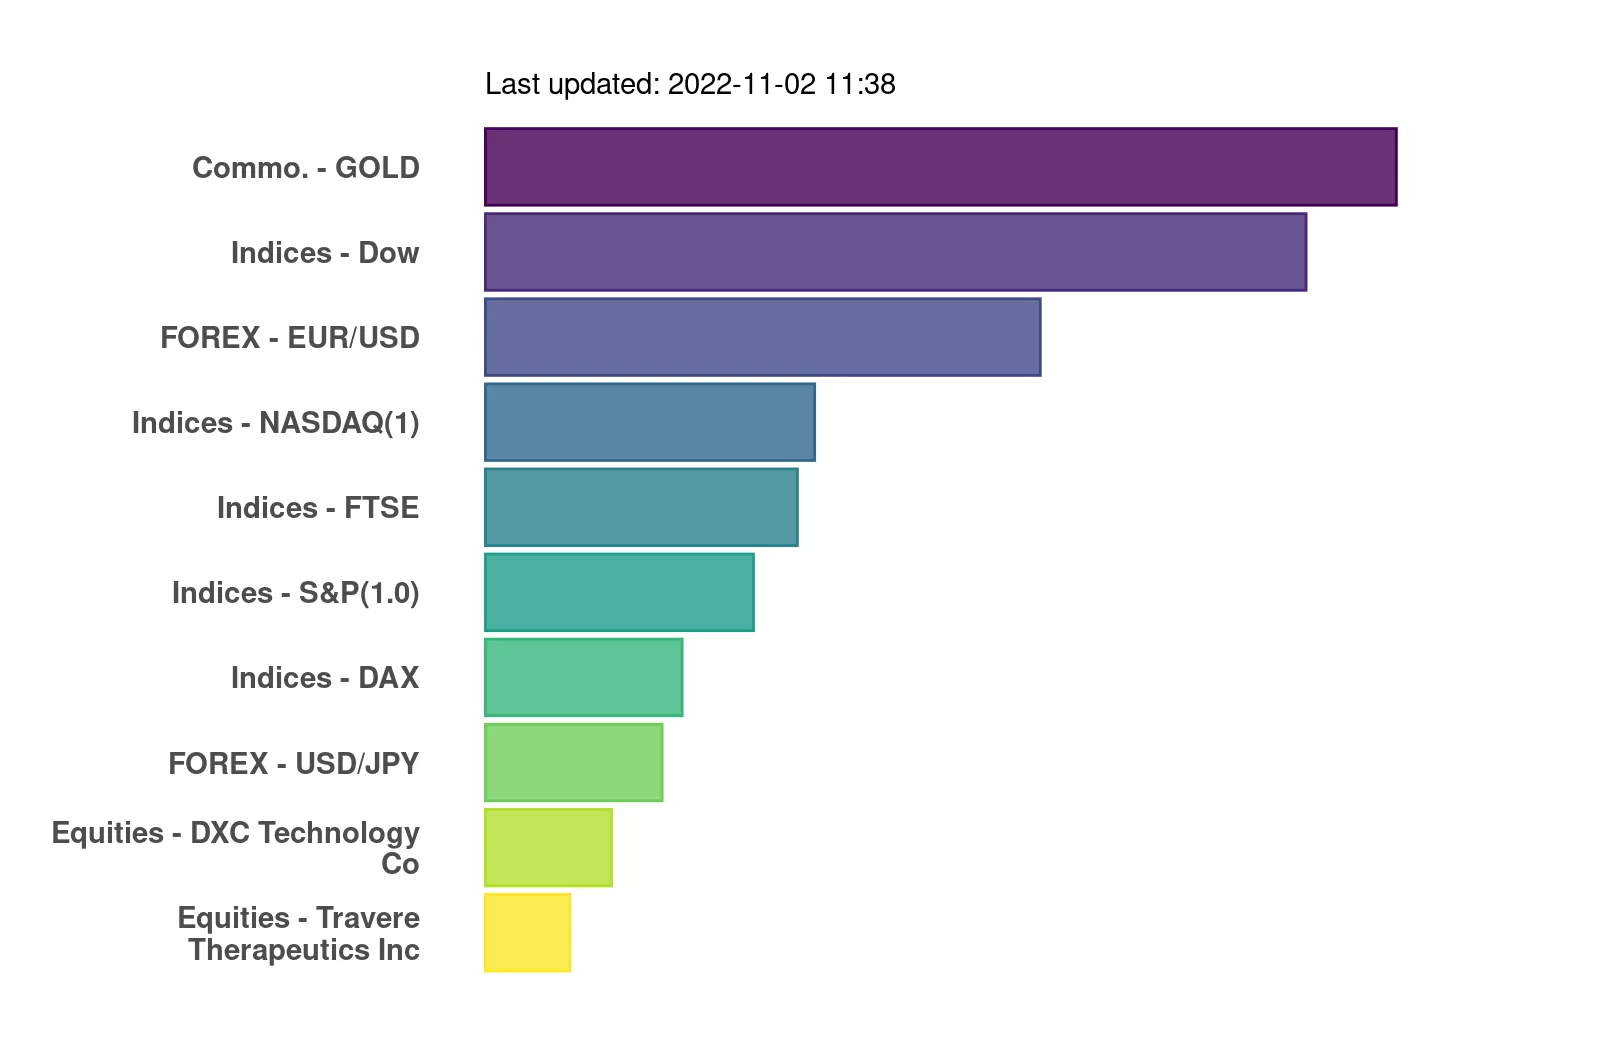 Last updated: 2022-11-02 11:38
Commo. - GOLD
Indices - Dow
FOREX - EUR/USD
Indices - NASDAQ(1)
Indices - FTSE
Indices - S&P(1.0)
Indices - DAX
FOREX - USD/JPY
Equities - DXC Technology
Co
Equities - Travere
Therapeutics Inc